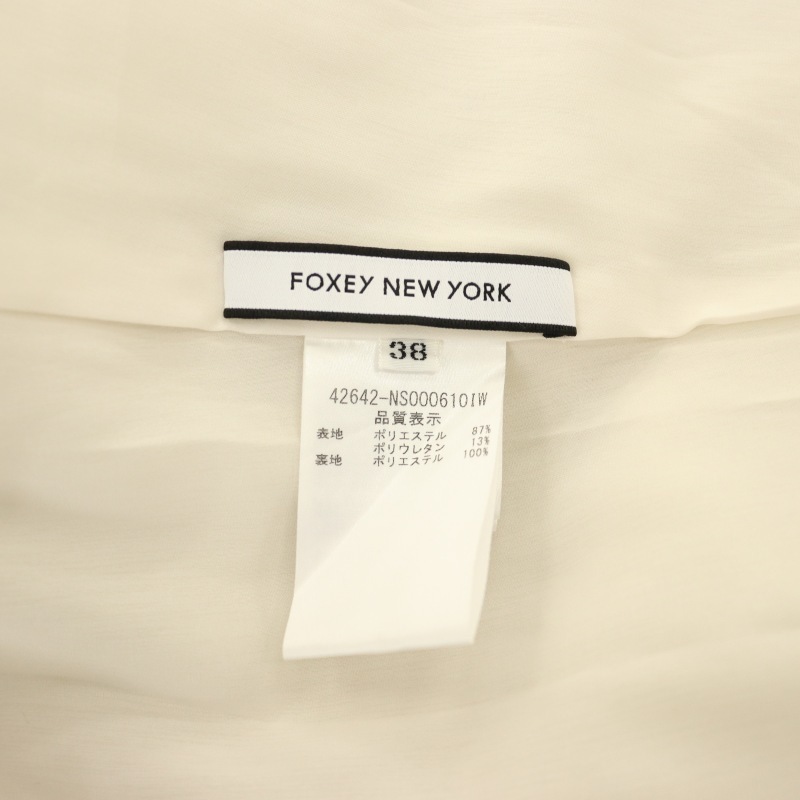 FOXEY NEW YORK
38
42642-NS000610IW
品質表示
表地 ポリエステル 87%
ポリウレタン 13%
裏地 ポリエステル 100%